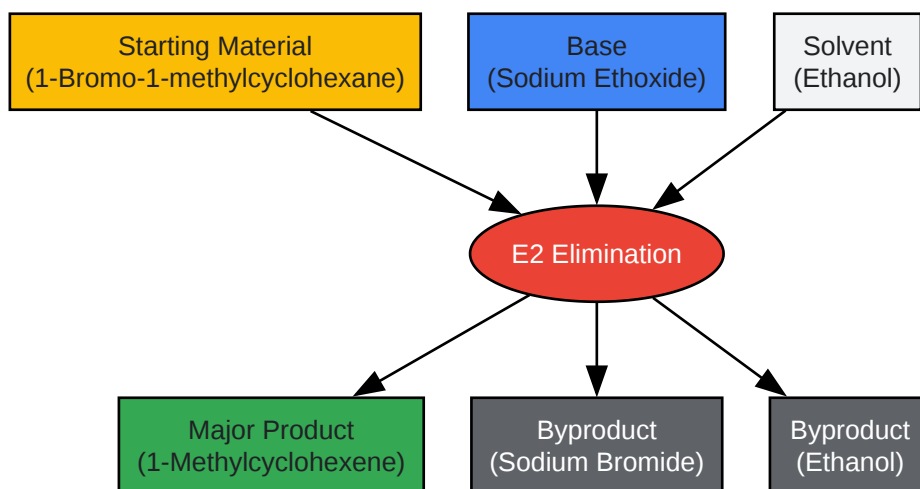 Starting Material
(1-Bromo-1-methylcyclohexane)
Base
(Sodium Ethoxide)
Solvent
(Ethanol)
E2 Elimination
Major Product
(1-Methylcyclohexene)
Byproduct
(Sodium Bromide)
Byproduct
(Ethanol)